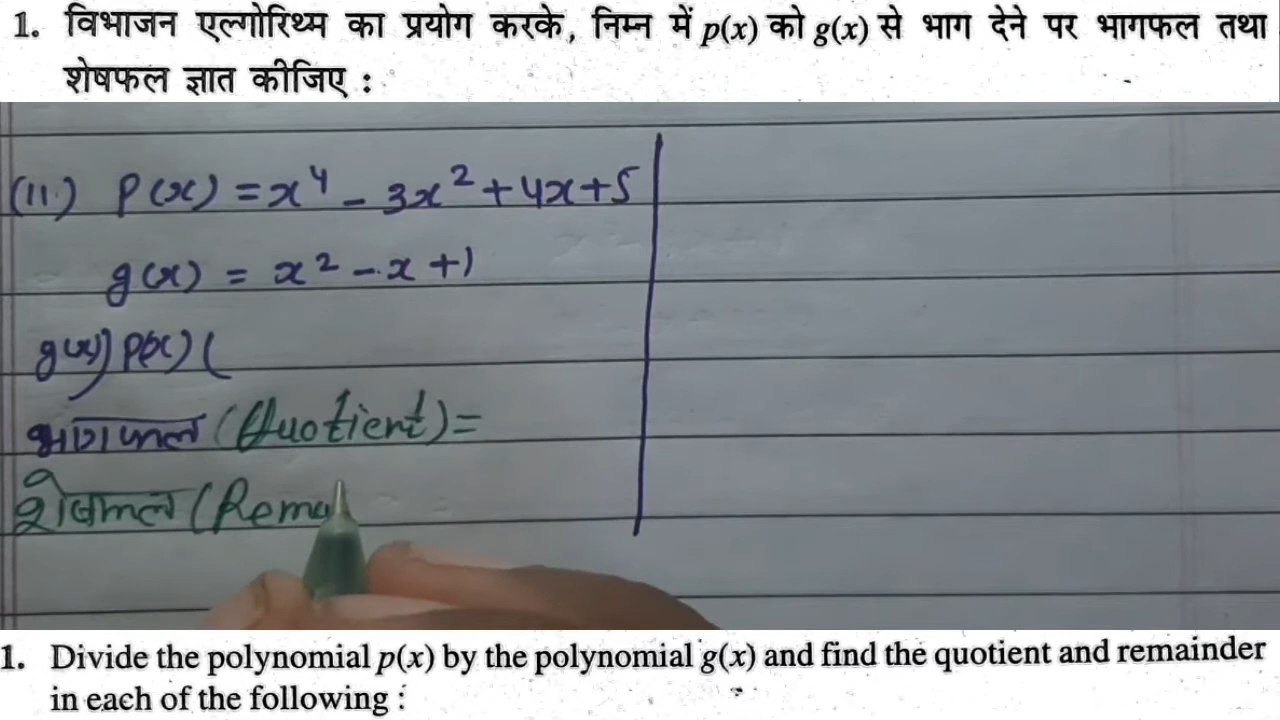 1. विभाजन एल्गोरिथ्म का प्रयोग करके, निम्न में p(x) को g(x) से भाग देने पर भागफल तथा
शेषफल ज्ञात कीजिए :
(11.) P(x) = x⁴ - 3x² + 4x + 5
g(x) = x² - x + 1
g(x)) p(x) (
भागफल (Quotient) =
शेषफल (Rema
1. Divide the polynomial p(x) by the polynomial g(x) and find the quotient and remainder
in each of the following :